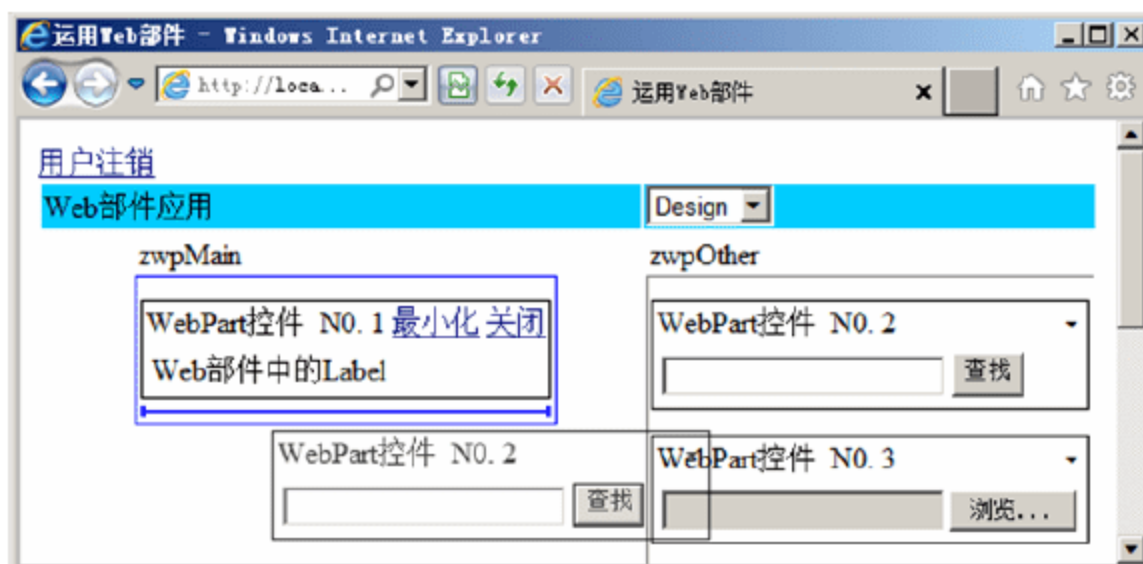 运用Web部件 - Windows Internet Explorer
http://loca... 运用Web部件
用户注销
Web部件应用 Design
zwpMain zwpOther
WebPart控件 N0. 1 最小化 关闭 WebPart控件 N0. 2
Web部件中的Label 查找
WebPart控件 N0. 2 WebPart控件 N0. 3
查找 浏览...